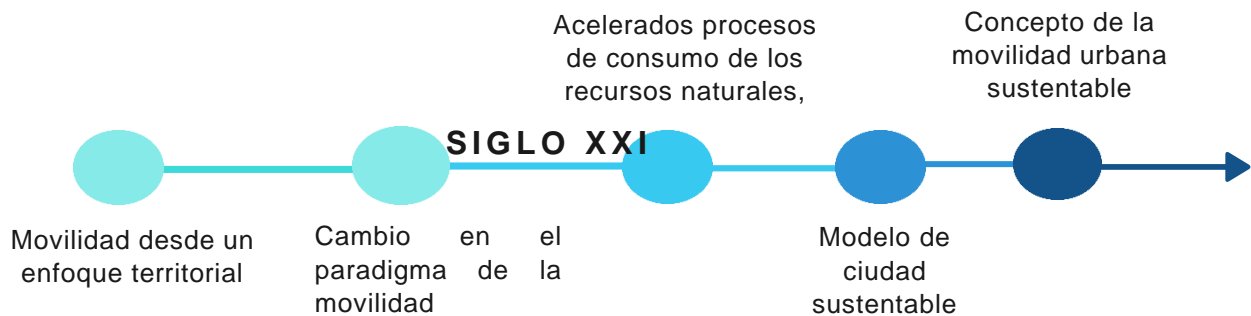 Acelerados procesos
de consumo de los
recursos naturales,
Concepto de la
movilidad urbana
sustentable
SIGLO XXI
Movilidad desde un
enfoque territorial
Cambio en el
paradigma de la
movilidad
Modelo de
ciudad
sustentable